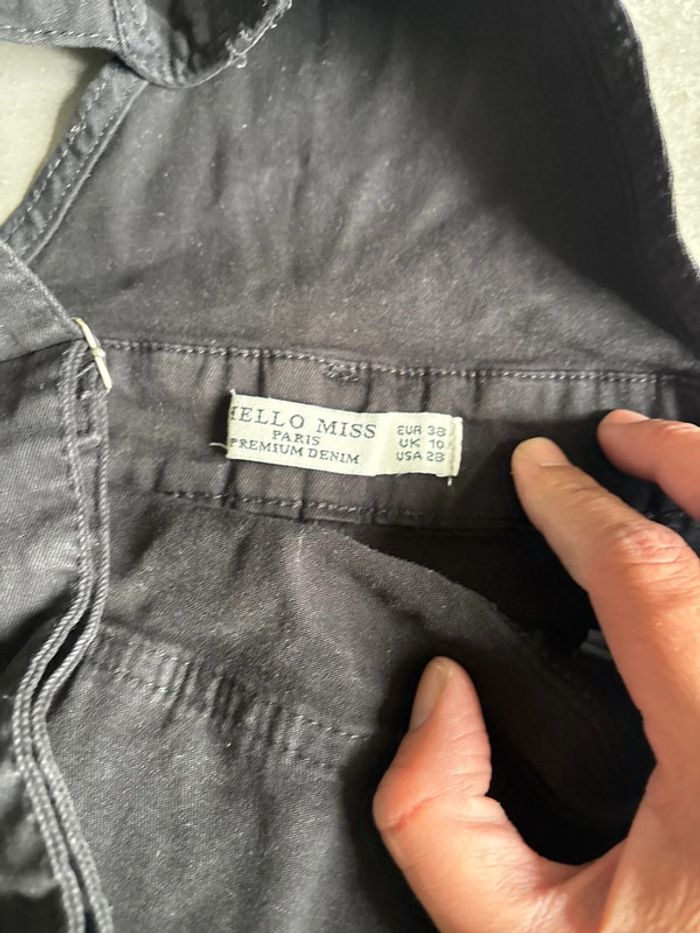 HELLO MISS
PARIS
PREMIUM DENIM
EUR 38
UK 10
USA 28